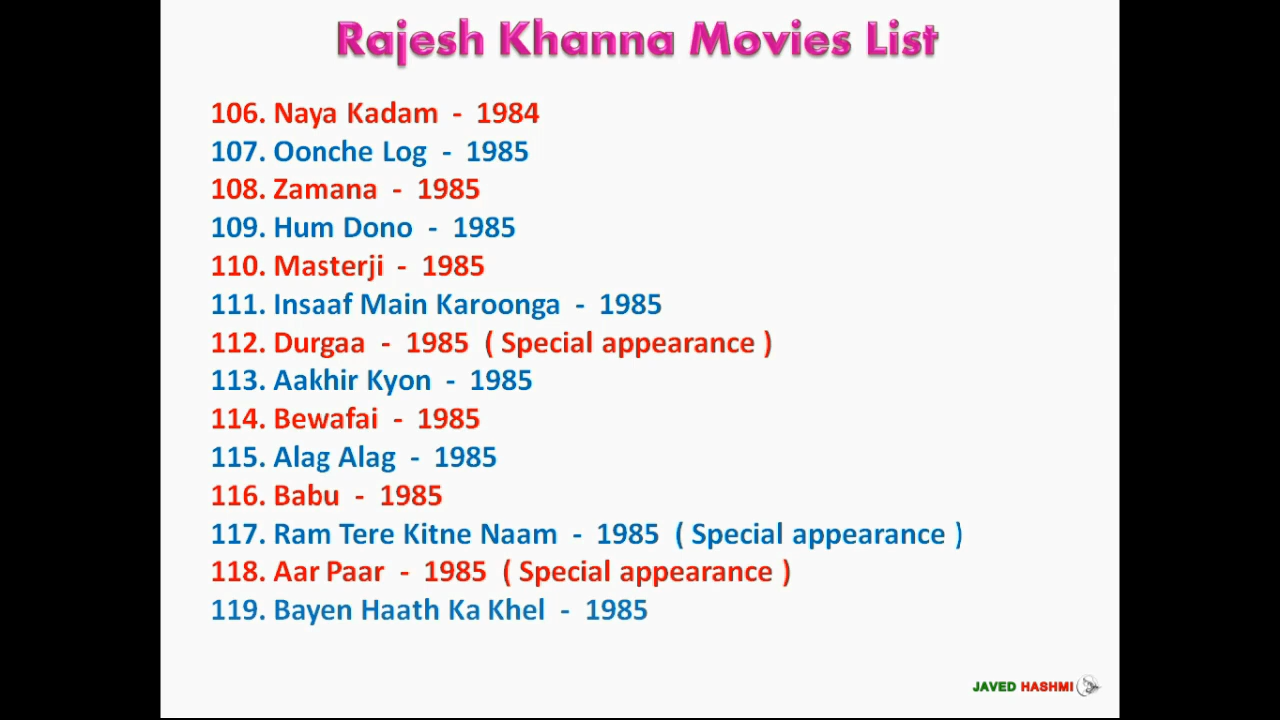 Rajesh Khanna Movies List
106. Naya Kadam - 1984
107. Oonche Log - 1985
108. Zamana - 1985
109. Hum Dono - 1985
110. Masterji - 1985
111. Insaaf Main Karoonga - 1985
112. Durgaa - 1985 ( Special appearance )
113. Aakhir Kyon - 1985
114. Bewafai - 1985
115. Alag Alag - 1985
116. Babu - 1985
117. Ram Tere Kitne Naam - 1985 ( Special appearance )
118. Aar Paar - 1985 ( Special appearance )
119. Bayen Haath Ka Khel - 1985
JAVED HASHMI